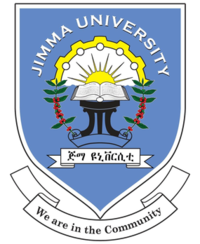 JIMMA UNIVERSITY
ጅማ ዩኒቨርሲቲ
We are in the Community